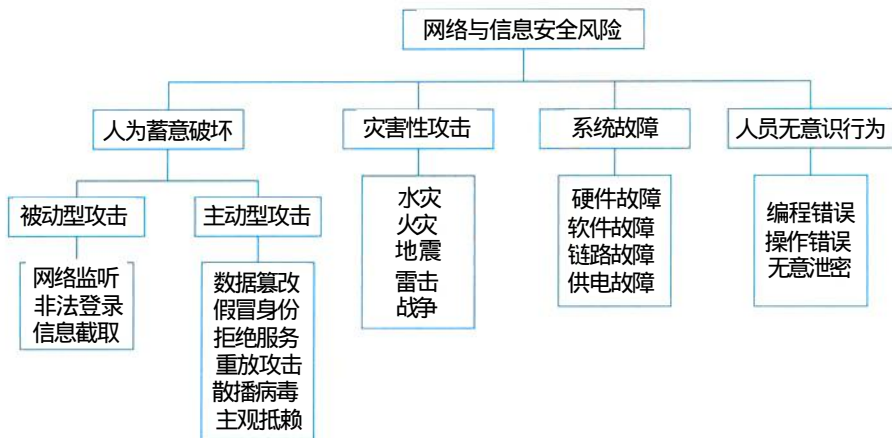 网络与信息安全风险
人为蓄意破坏
灾害性攻击
系统故障
人员无意识行为
被动型攻击
主动型攻击
网络监听
非法登录
信息截取
数据篡改
假冒身份
拒绝服务
重放攻击
散播病毒
主观抵赖
水灾
火灾
地震
雷击
战争
硬件故障
软件故障
链路故障
供电故障
编程错误
操作错误
无意泄密